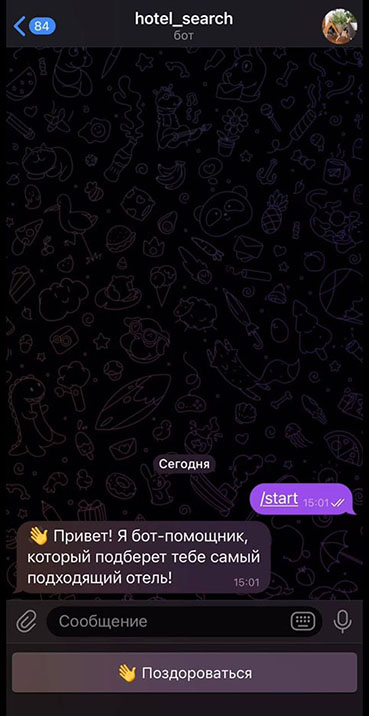 84
hotel_search
бот
Сегодня
/start 15:01
👋 Привет! Я бот-помощник,
который подберет тебе самый
подходящий отель! 15:01
Сообщение
👋 Поздороваться